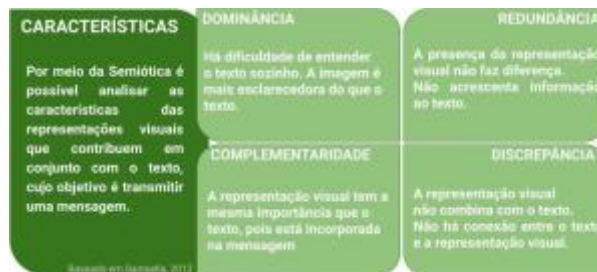 CARACTERÍSTICAS
Por meio da Semiótica é
possível analisar as
características das
representações visuais
que contribuem em
conjunto com o texto,
cujo objetivo é transmitir
uma mensagem.
Baseado em Santaella, 2012
DOMINÂNCIA
Há dificuldade de entender
o texto sozinho. A imagem é
mais esclarecedora do que o
texto.
REDUNDÂNCIA
A presença da representação
visual não faz diferença.
Não acrescenta informação
ao texto.
COMPLEMENTARIDADE
A representação visual tem a
mesma importância que o
texto, pois está incorporada
na mensagem
DISCREPÂNCIA
A representação visual
não combina com o texto.
Não há conexão entre o texto
e a representação visual.